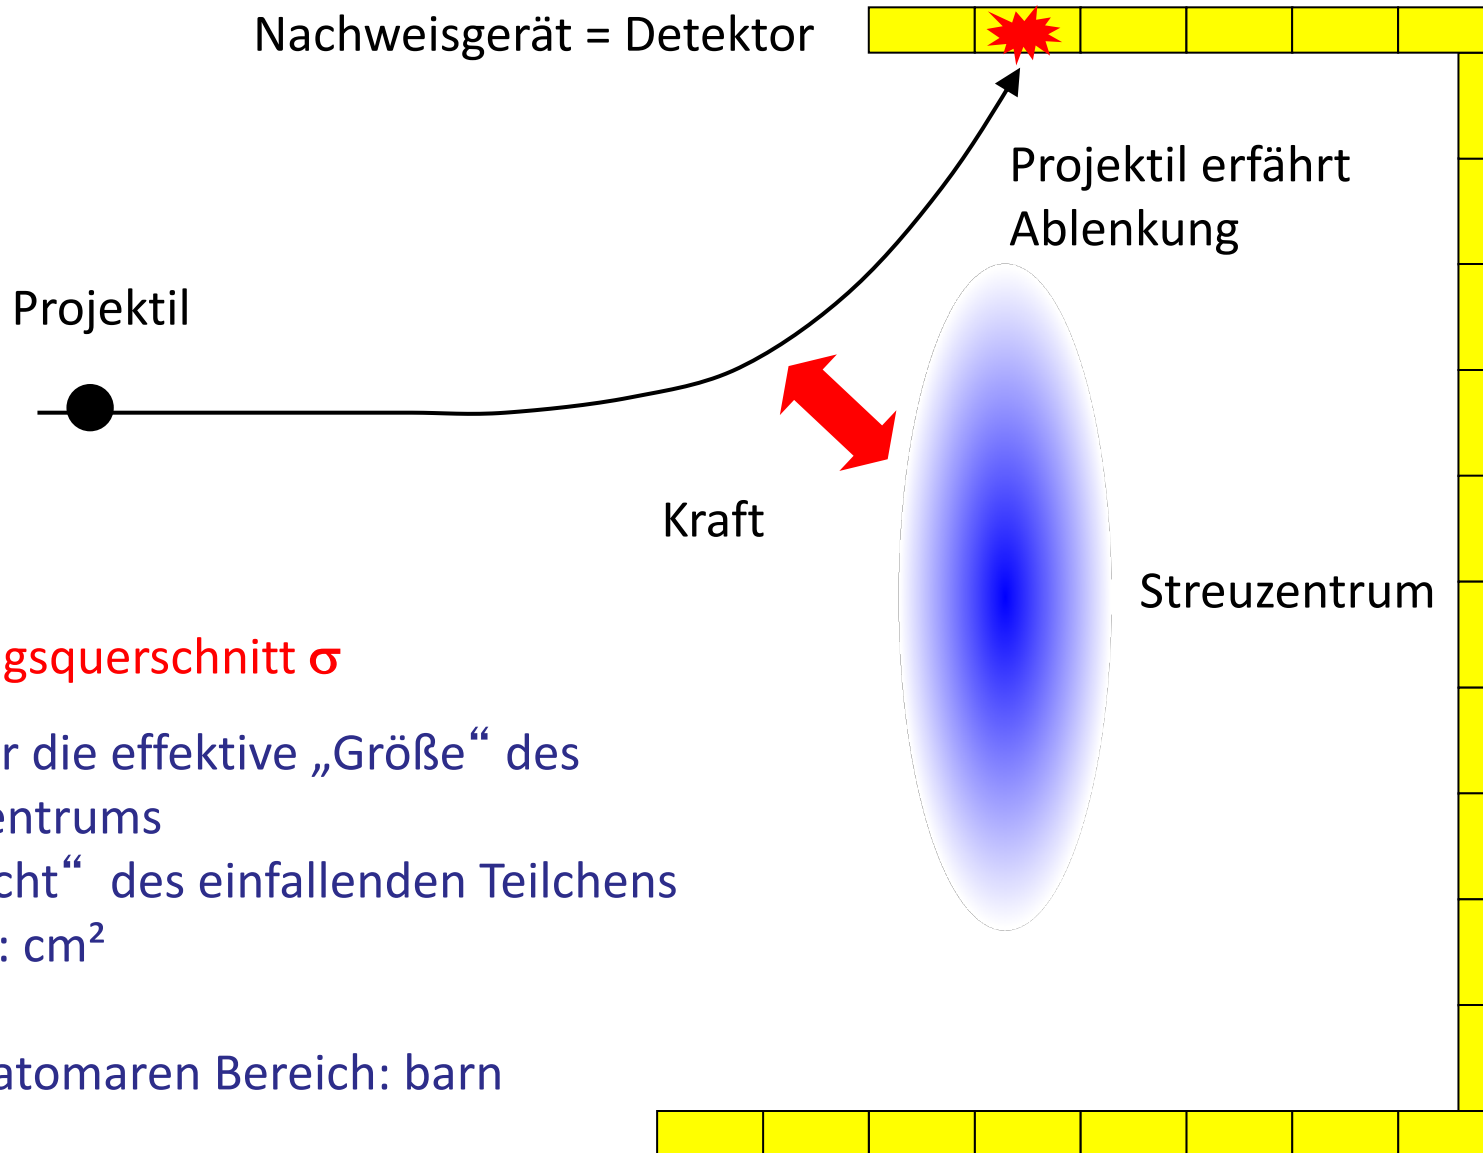 Nachweisgerät = Detektor
Projektil erfährt
Ablenkung
Projektil
Kraft
Streuzentrum
gsquerschnitt σ
r die effektive „Größe“ des
entrums
cht“ des einfallenden Teilchens
: cm²
atomaren Bereich: barn